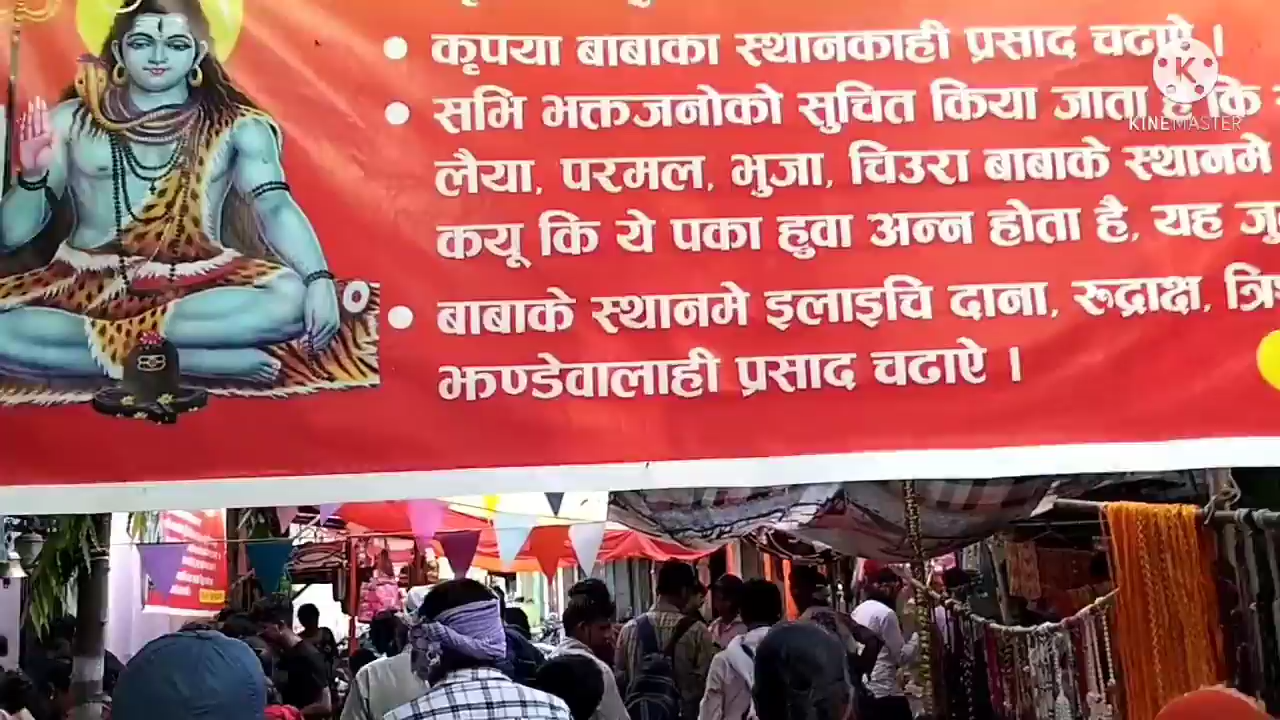 • कृपया बाबाका स्थानकाही प्रसाद चढाऐ ।
• सभि भक्तजनोको सुचित किया जाता है कि
लैया, परमल, भुजा, चिउरा बाबाके स्थानमे
कयू कि ये पका हुवा अन्न होता है, यह
• बाबाके स्थानमे इलाइचि दाना, रूद्राक्ष,
झण्डेवालाही प्रसाद चढाऐ ।
K
KINEMASTER